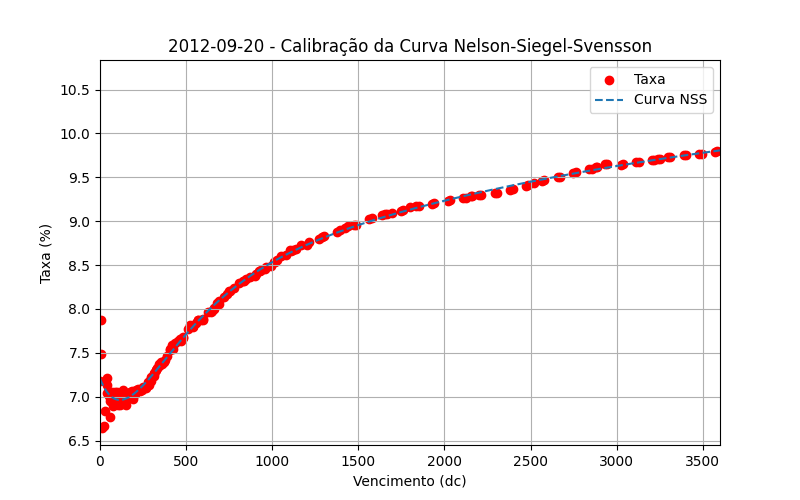 2012-09-20 - Calibração da Curva Nelson-Siegel-Svensson
Taxa
Curva NSS
Taxa (%)
10.5
10.0
9.5
9.0
8.5
8.0
7.5
7.0
6.5
0 500 1000 1500 2000 2500 3000 3500
Vencimento (dc)